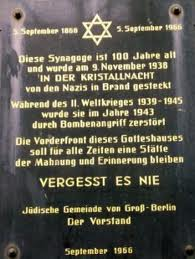 5. September 1866 5. September 1966
Diese Synagoge ist 100 Jahre alt
und wurde am 9. November 1938
'IN DER KRISTALLNACHT
von den Nazis in Brand gesteckt
Während des II. Weltkrieges 1939-1945
wurde sie im Jahre 1943
durch Bombenangriff zerstört
Die Vorderfront dieses Gotteshauses
soll für alle Zeiten eine Stätte
der Mahnung und Erinnerung bleiben
VERGESST ES NIE
Jüdische Gemeinde von Groß-Berlin
Der Vorstand
September 1966